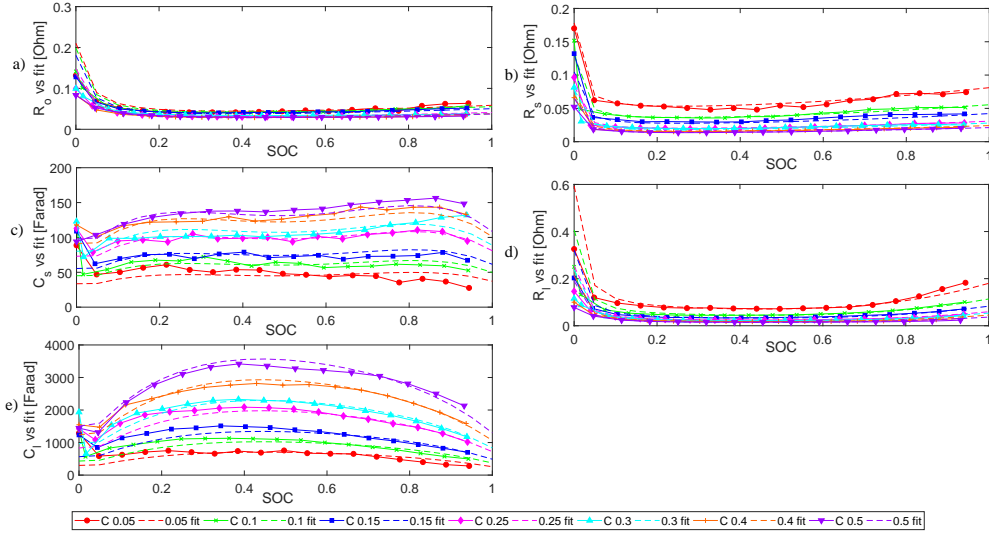 a)
R_o vs fit [Ohm]
0.3
0.2
0.1
0
0 0.2 0.4 0.6 0.8 1
SOC
b)
R_s vs fit [Ohm]
0.2
0.15
0.1
0.05
0
0 0.2 0.4 0.6 0.8 1
SOC
c)
C_s vs fit [Farad]
200
150
100
50
0
0 0.2 0.4 0.6 0.8 1
SOC
d)
R_l vs fit [Ohm]
0.6
0.4
0.2
0
0 0.2 0.4 0.6 0.8 1
SOC
e)
C_l vs fit [Farad]
4000
3000
2000
1000
0
0 0.2 0.4 0.6 0.8 1
SOC
C 0.05 0.05 fit C 0.1 0.1 fit C 0.15 0.15 fit C 0.25 0.25 fit C 0.3 0.3 fit C 0.4 0.4 fit C 0.5 0.5 fit